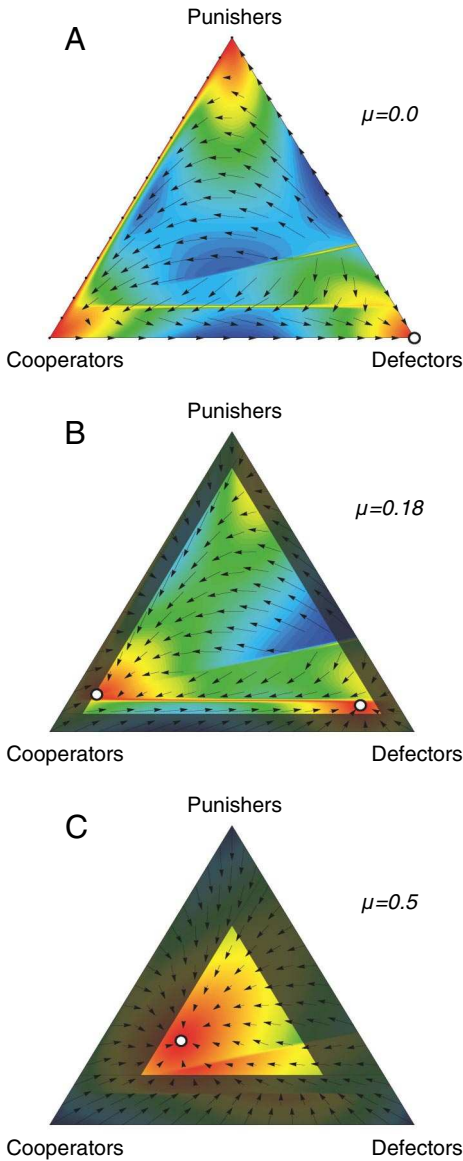 Punishers
A
μ=0.0
Cooperators Defectors
Punishers
B
μ=0.18
Cooperators Defectors
Punishers
C
μ=0.5
Cooperators Defectors